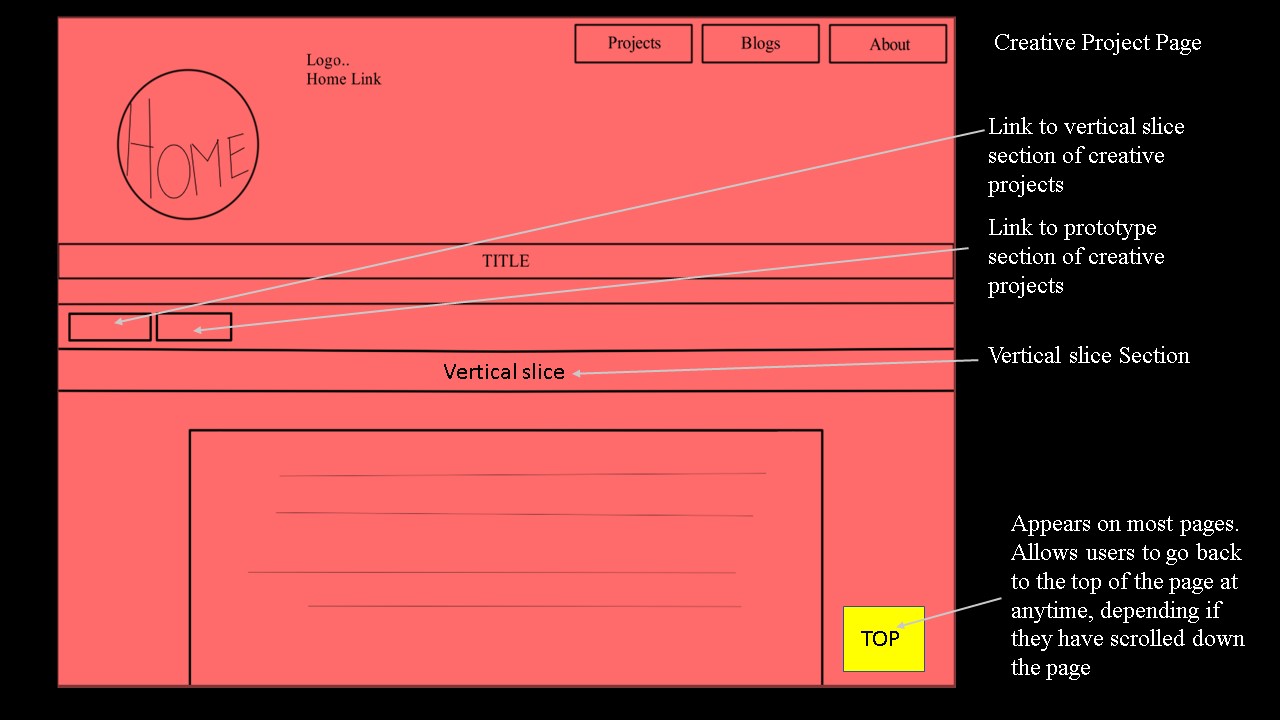 Projects
Blogs
About
Creative Project Page
Logo..
Home Link
HOME
Link to vertical slice
section of creative
projects
Link to prototype
section of creative
projects
TITLE
Vertical slice
Vertical slice Section
Appears on most pages.
Allows users to go back
to the top of the page at
anytime, depending if
they have scrolled down
the page
TOP